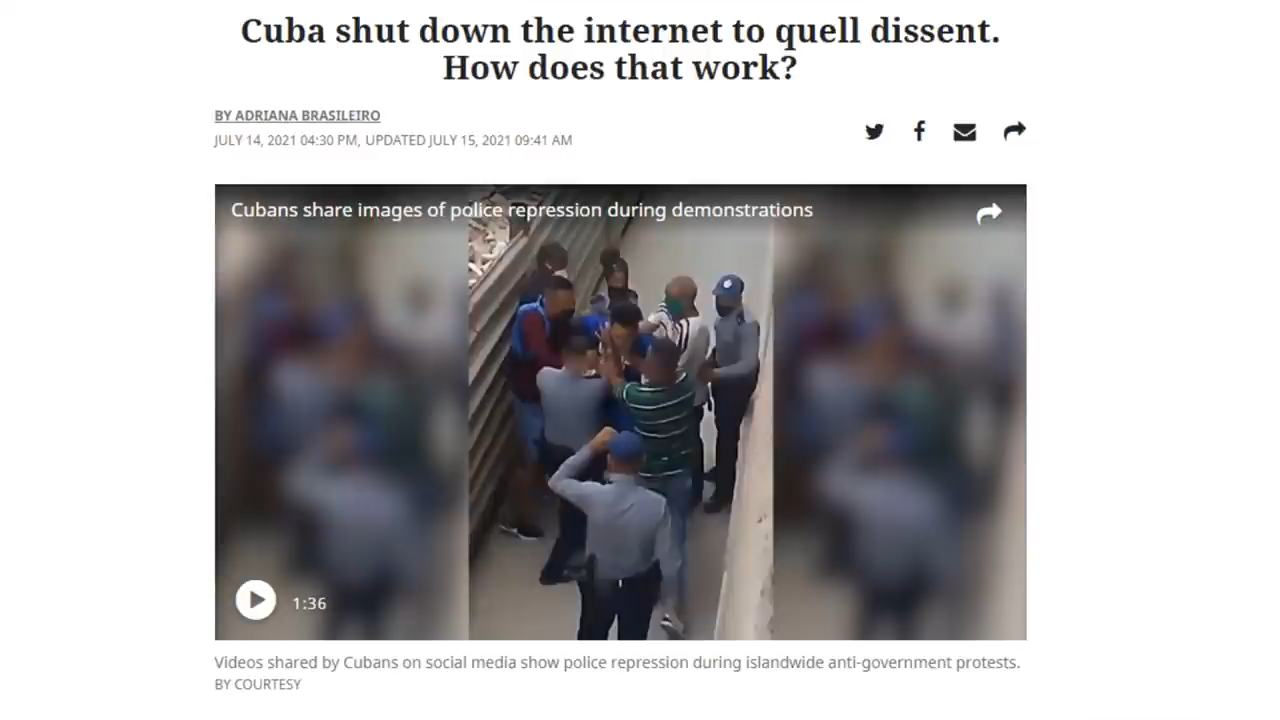 Cuba shut down the internet to quell dissent.
How does that work?
BY ADRIANA BRASILEIRO
JULY 14, 2021 04:30 PM, UPDATED JULY 15, 2021 09:41 AM
Cubans share images of police repression during demonstrations
1:36
Videos shared by Cubans on social media show police repression during islandwide anti-government protests.
BY COURTESY